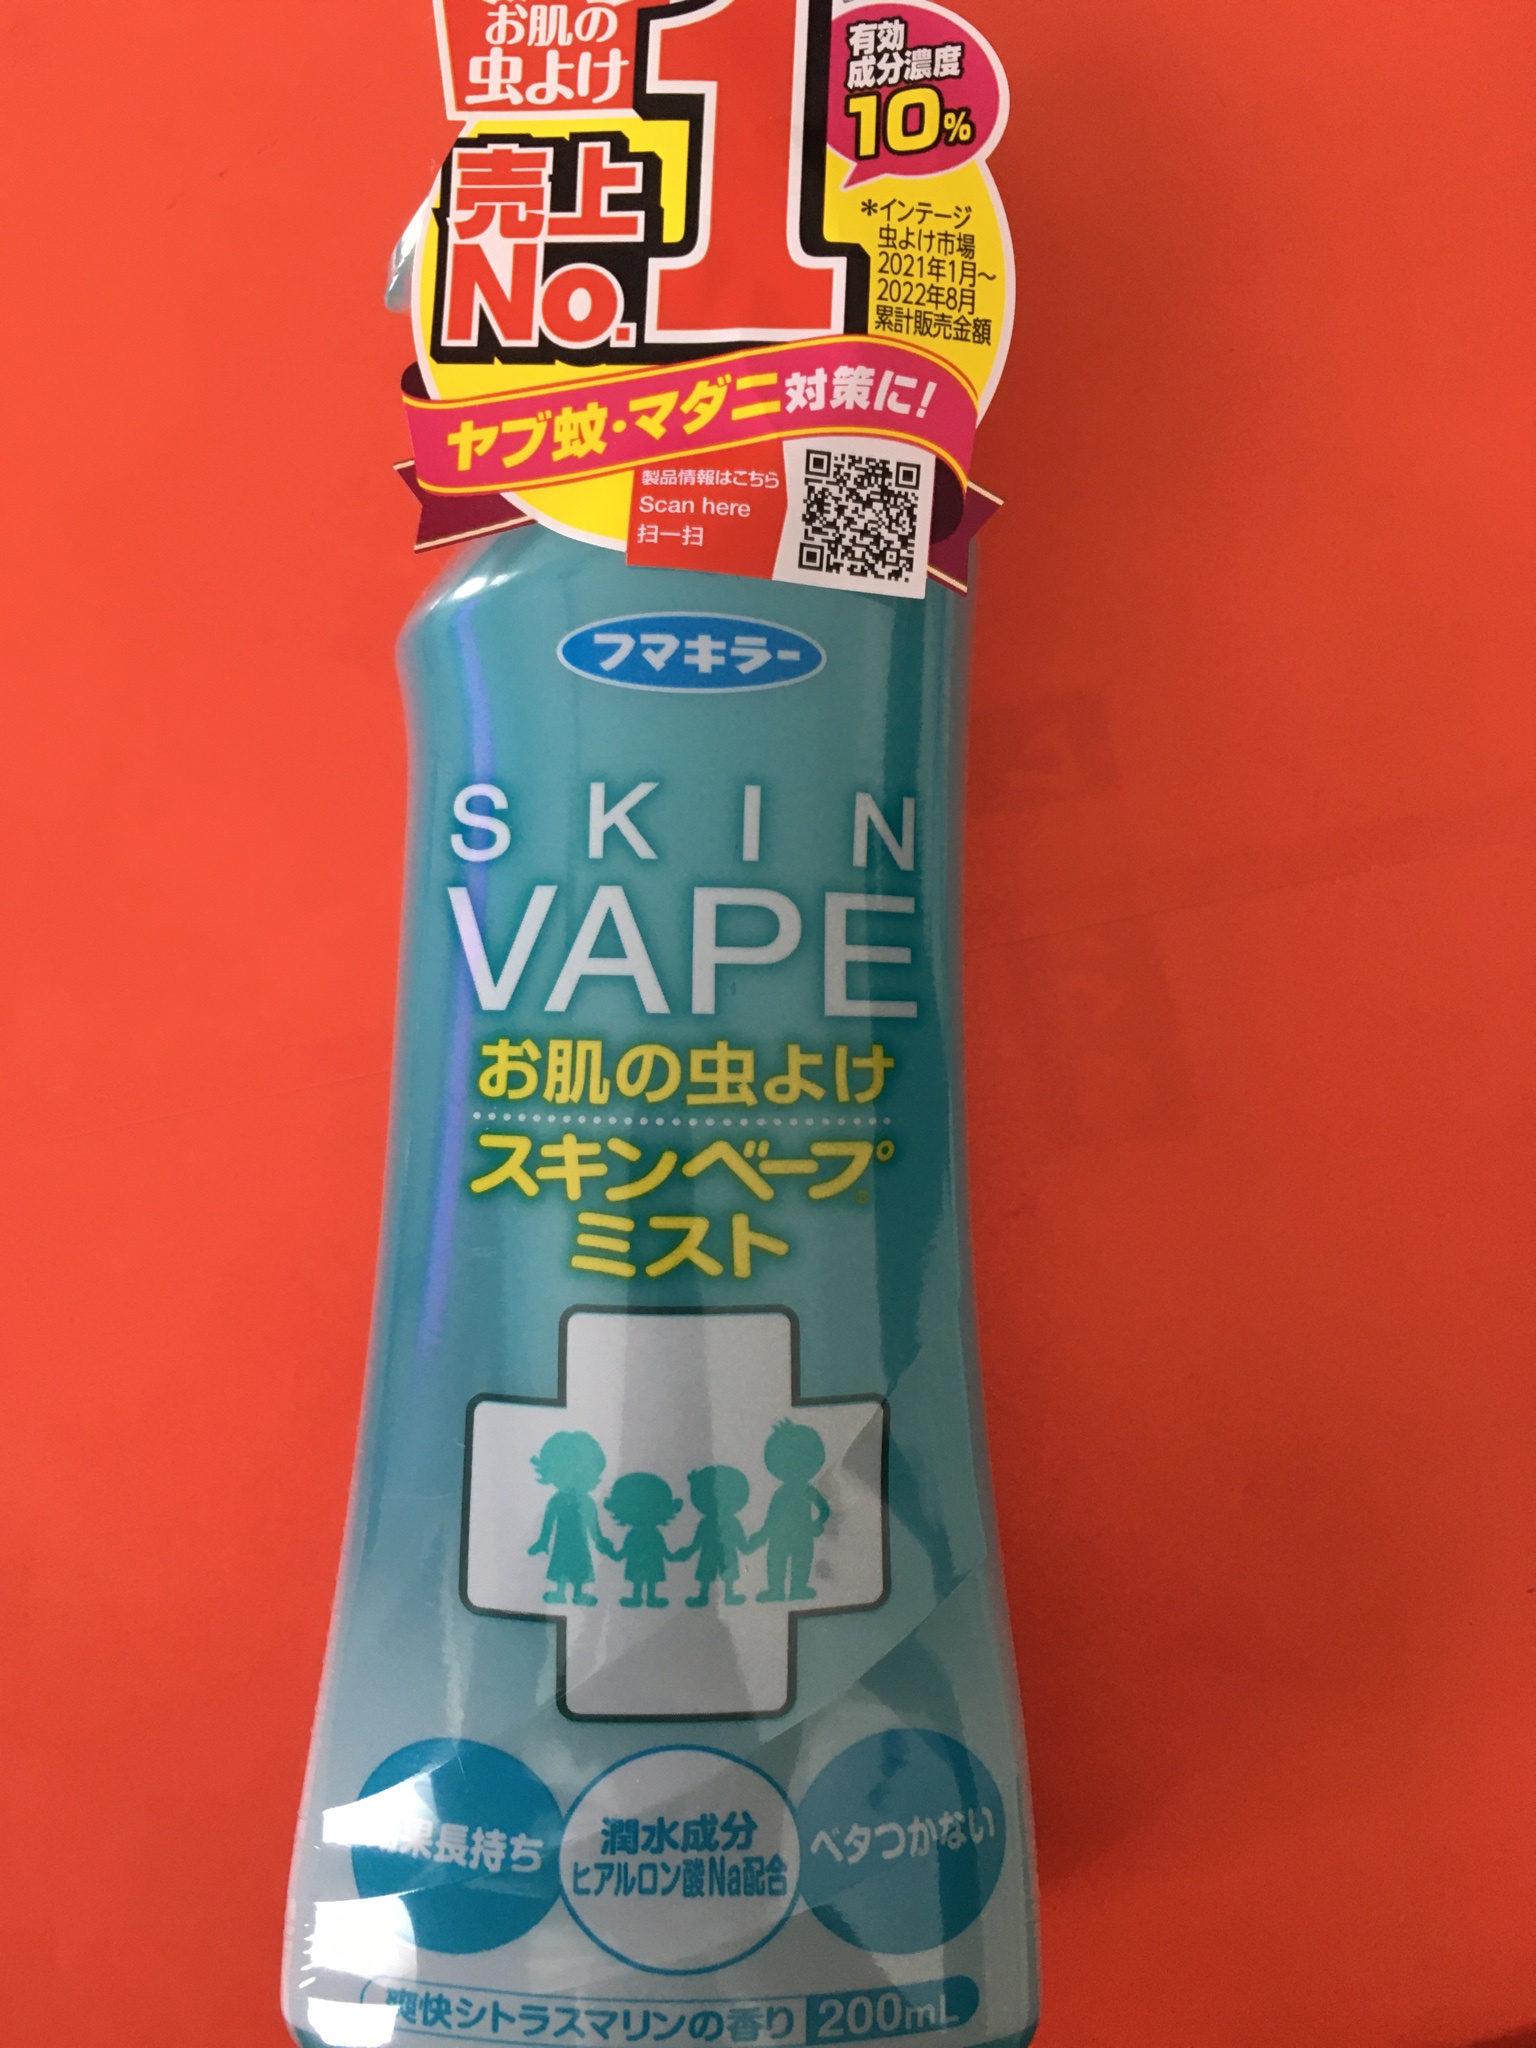 お肌の
虫よけ
売上
No.1
有効
成分濃度
10%
*インテージ
虫よけ市場
2021年1月～
2022年8月
累計販売金額
ヤブ蚊・マダニ対策に!
製品情報はこちら
Scan here
扫一扫
フマキラー
SKIN
VAPE
お肌の虫よけ
スキンベープ®
ミスト
果長持ち
潤水成分
ヒアルロン酸Na配合
ベタつかない
爽快シトラスマリンの香り 200mL